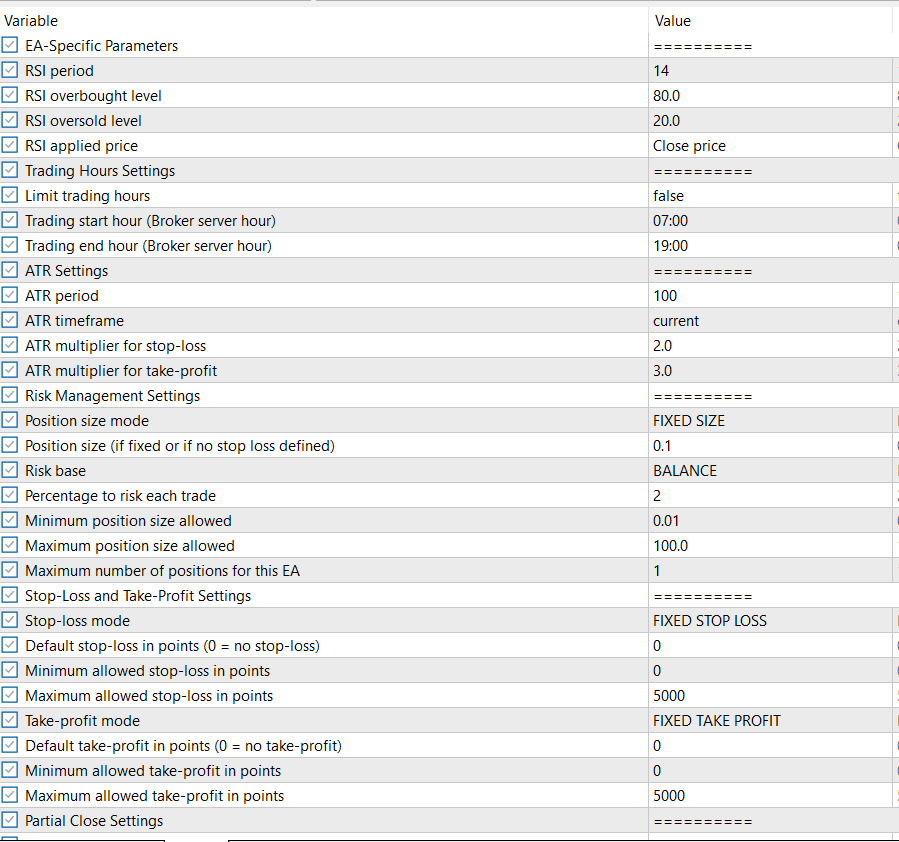 Variable Value
EA-Specific Parameters ==========
RSI period 14
RSI overbought level 80.0
RSI oversold level 20.0
RSI applied price Close price
Trading Hours Settings ==========
Limit trading hours false
Trading start hour (Broker server hour) 07:00
Trading end hour (Broker server hour) 19:00
ATR Settings ==========
ATR period 100
ATR timeframe current
ATR multiplier for stop-loss 2.0
ATR multiplier for take-profit 3.0
Risk Management Settings ==========
Position size mode FIXED SIZE
Position size (if fixed or if no stop loss defined) 0.1
Risk base BALANCE
Percentage to risk each trade 2
Minimum position size allowed 0.01
Maximum position size allowed 100.0
Maximum number of positions for this EA 1
Stop-Loss and Take-Profit Settings ==========
Stop-loss mode FIXED STOP LOSS
Default stop-loss in points (0 = no stop-loss) 0
Minimum allowed stop-loss in points 0
Maximum allowed stop-loss in points 5000
Take-profit mode FIXED TAKE PROFIT
Default take-profit in points (0 = no take-profit) 0
Minimum allowed take-profit in points 0
Maximum allowed take-profit in points 5000
Partial Close Settings ==========